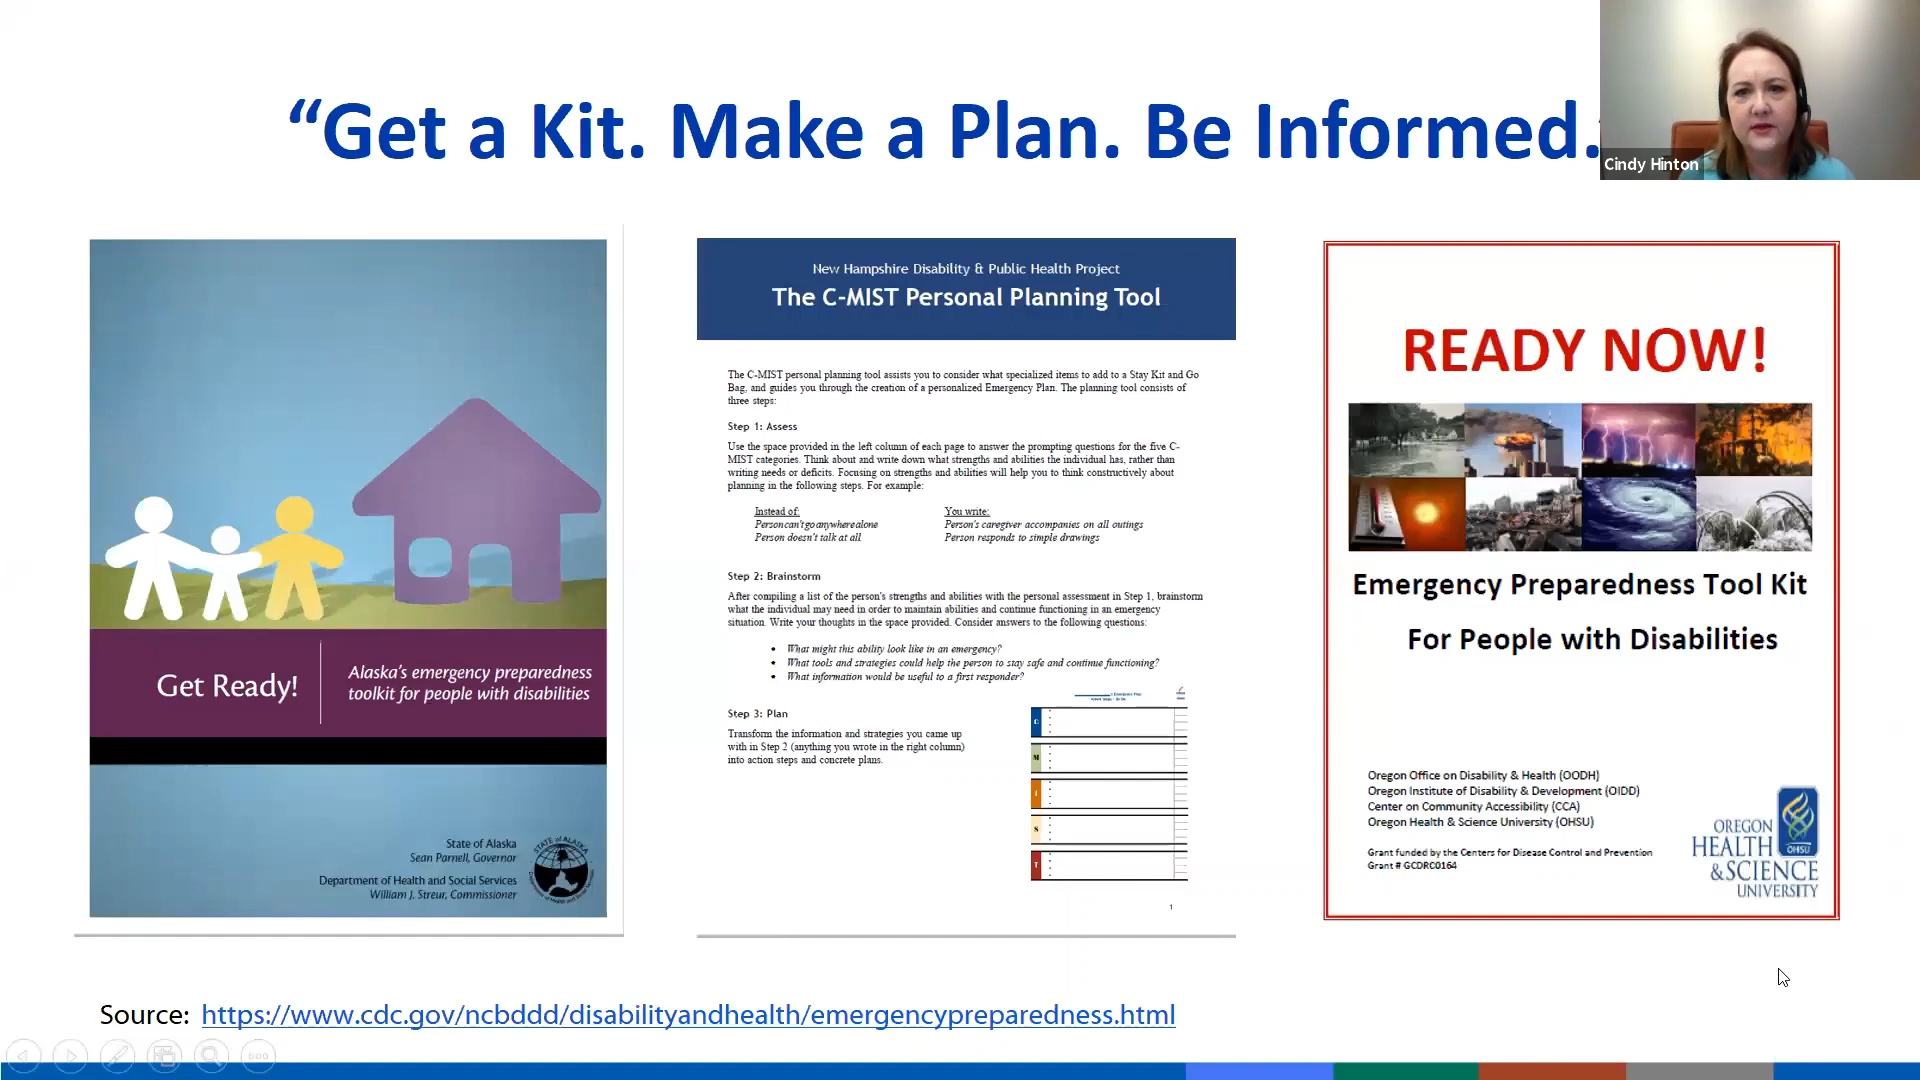 “Get a Kit. Make a Plan. Be Informed.
Cindy Hinton
Get Ready!
Alaska's emergency preparedness
toolkit for people with disabilities
State of Alaska
Sean Parnell, Governor
Department of Health and Social Services
William J. Streur, Commissioner
New Hampshire Disability & Public Health Project
The C-MIST Personal Planning Tool
The C-MIST personal planning tool assists you to consider what specialized items to add to a Stay Kit and Go
Bag, and guides you through the creation of a personalized Emergency Plan. The planning tool consists of
three steps:
Step 1: Assess
Use the space provided in the left column of each page to answer the prompting questions for the five C-
MIST categories. Think about and write down what strengths and abilities the individual has, rather than
writing needs or deficits. Focusing on strengths and abilities will help you to think constructively about
planning in the following steps. For example:
Instead of:
Person can't go anywhere alone
Person doesn't talk at all
You write:
Person's caregiver accompanies on all outings
Person responds to simple drawings
Step 2: Brainstorm
After compiling a list of the person's strengths and abilities with the personal assessment in Step 1, brainstorm
what the individual may need in order to maintain abilities and continue functioning in an emergency
situation. Write your thoughts in the space provided. Consider answers to the following questions:
• What might this ability look like in an emergency?
• What tools and strategies could help the person to stay safe and continue functioning?
• What information would be useful to a first responder?
Step 3: Plan
Transform the information and strategies you came up
with in Step 2 (anything you wrote in the right column)
into action steps and concrete plans.
C
M
I
S
T
1
READY NOW!
Emergency Preparedness Tool Kit
For People with Disabilities
Oregon Office on Disability & Health (OODH)
Oregon Institute of Disability & Development (OIDD)
Center on Community Accessibility (CCA)
Oregon Health & Science University (OHSU)
Grant funded by the Centers for Disease Control and Prevention
Grant # GCDRC0164
OHSU
OREGON
HEALTH
&SCIENCE
UNIVERSITY
Source: https://www.cdc.gov/ncbddd/disabilityandhealth/emergencypreparedness.html